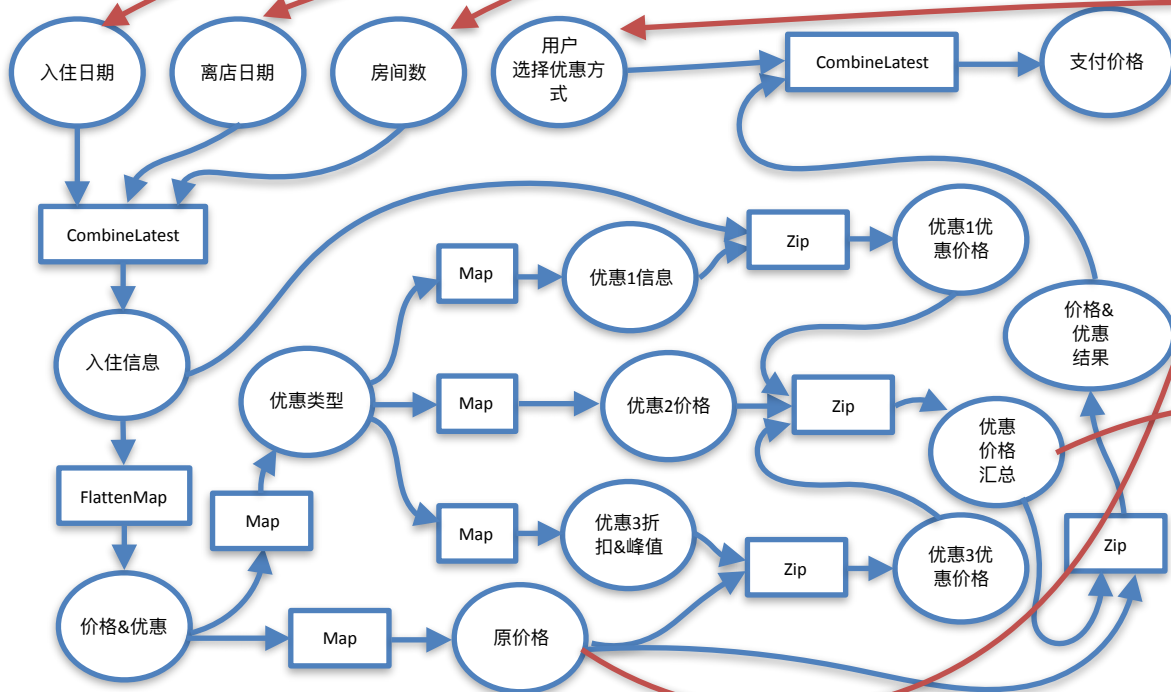 入住日期
离店日期
房间数
用户
选择优惠方
式
CombineLatest
支付价格
CombineLatest
Map
优惠1信息
Zip
优惠1优
惠价格
入住信息
优惠类型
Map
优惠2价格
Zip
价格&
优惠
结果
优惠
价格
汇总
FlattenMap
Map
Map
优惠3折
扣&峰值
Zip
优惠3优
惠价格
Zip
价格&优惠
Map
原价格